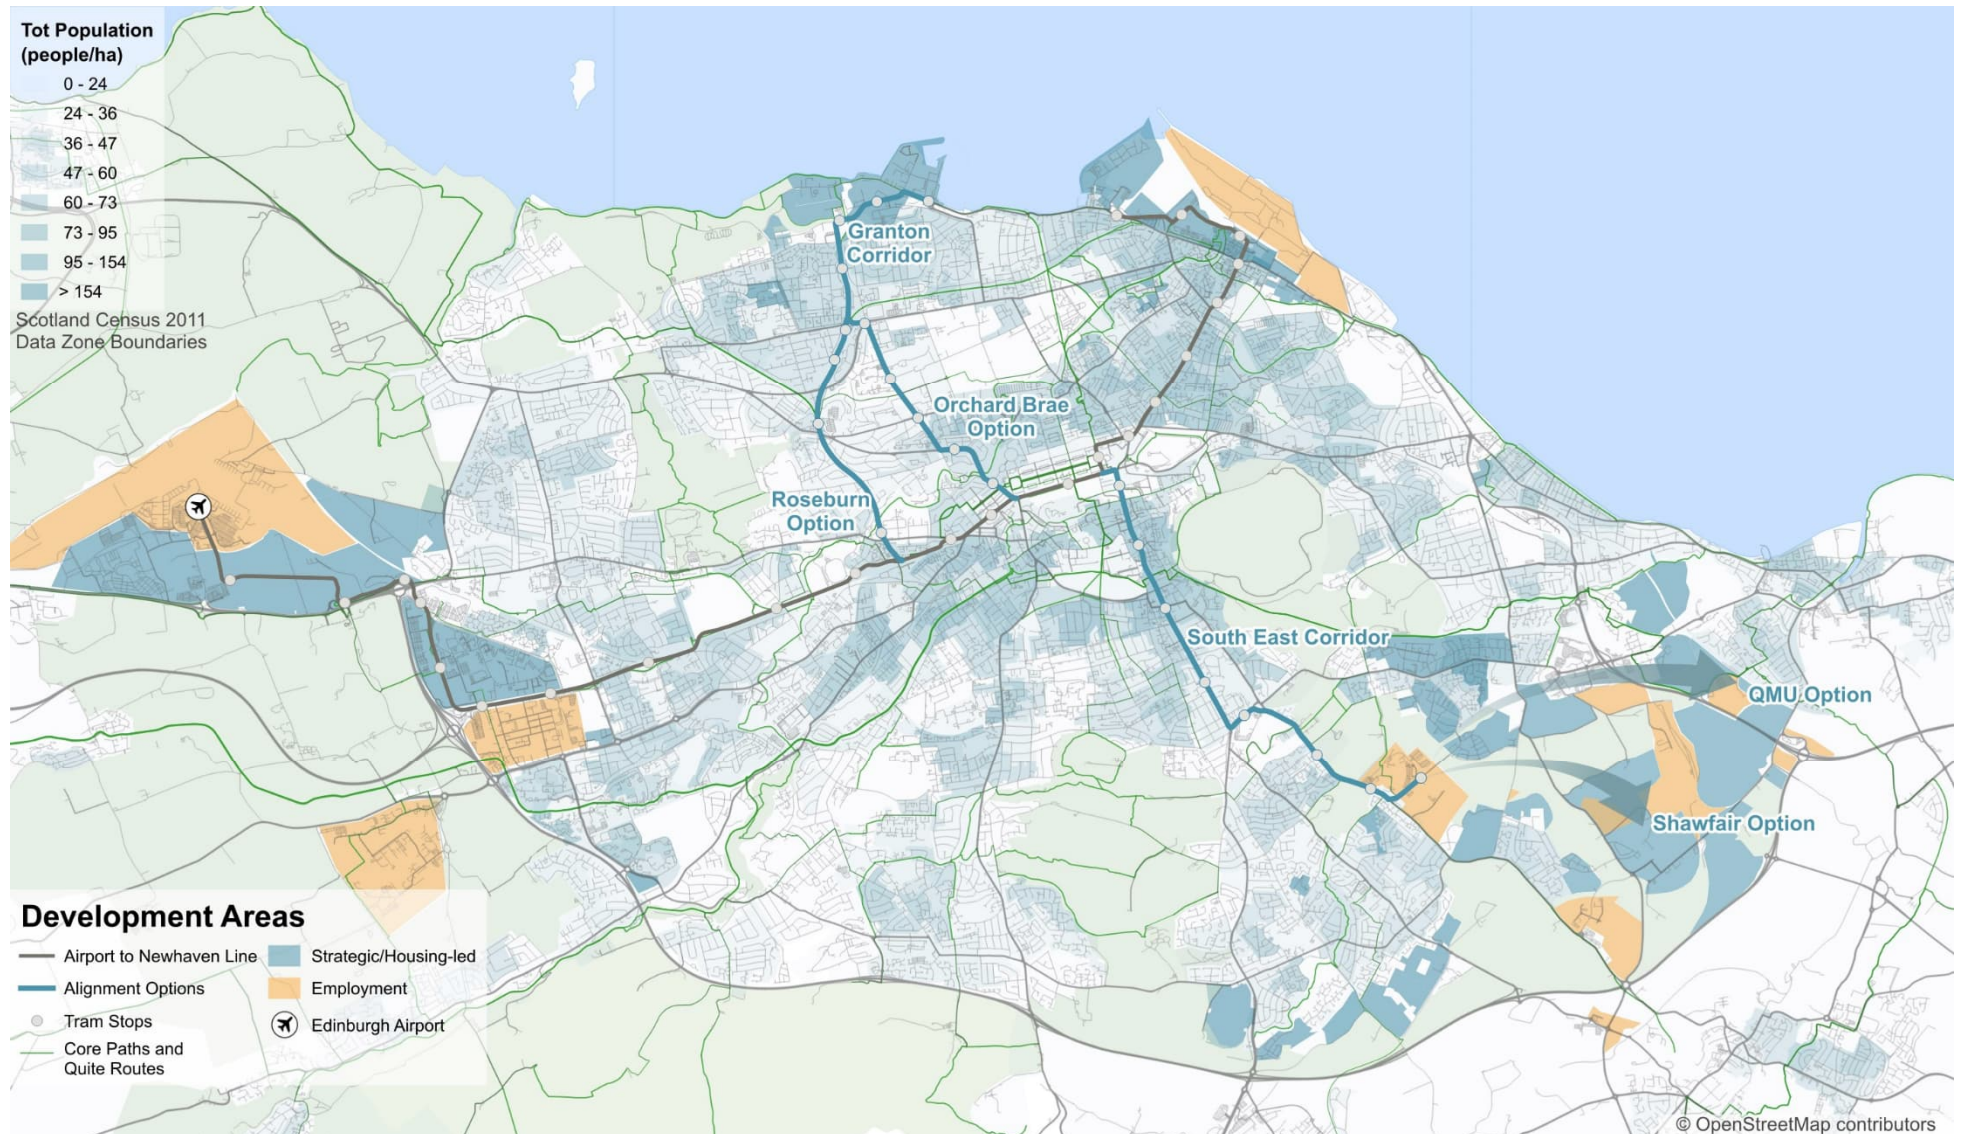 Tot Population
(people/ha)
0 - 24
24 - 36
36 - 47
47 - 60
60 - 73
73 - 95
95 - 154
> 154
Scotland Census 2011
Data Zone Boundaries
Granton
Corridor
Orchard Brae
Option
Roseburn
Option
South East Corridor
QMU Option
Shawfair Option
Development Areas
Airport to Newhaven Line
Alignment Options
Tram Stops
Core Paths and
Quite Routes
Strategic/Housing-led
Employment
Edinburgh Airport
© OpenStreetMap contributors